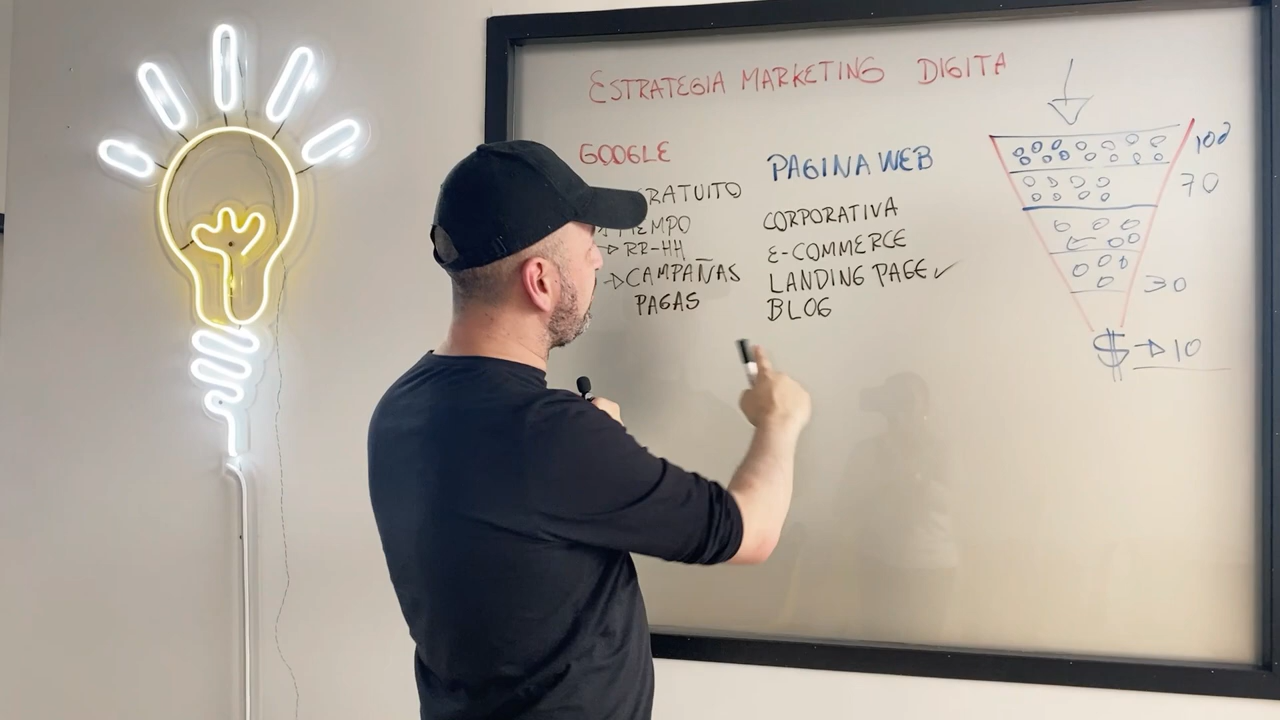 ESTRATEGIA MARKETING DIGITA
GOOGLE
RATUITO
TIEMPO
→ RR-HH
→ CAMPAÑAS
PAGAS
PAGINA WEB
CORPORATIVA
E-COMMERCE
LANDING PAGE ✓
BLOG
100
70
30
$ → 10